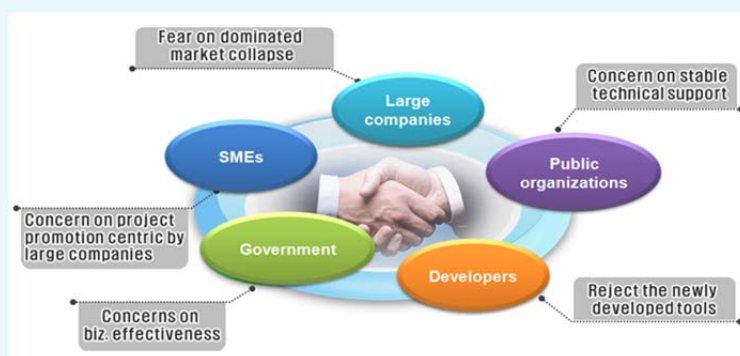 Fear on dominated
market collapse
Large
companies
Concern on stable
technical support
SMEs
Public
organizations
Concern on project
promotion centric by
large companies
Government
Developers
Concerns on
biz. effectiveness
Reject the newly
developed tools